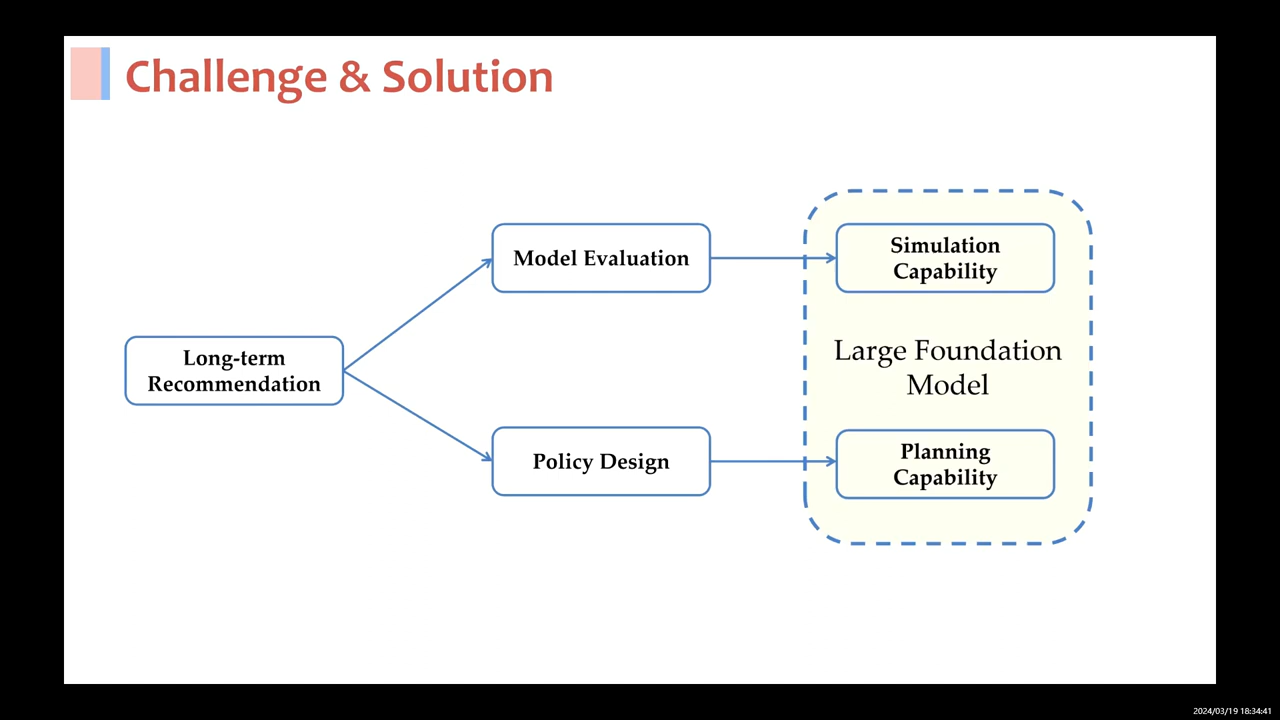 Challenge & Solution
Model Evaluation
Simulation
Capability
Long-term
Recommendation
Large Foundation
Model
Policy Design
Planning
Capability
2024/03/19 18:34:41